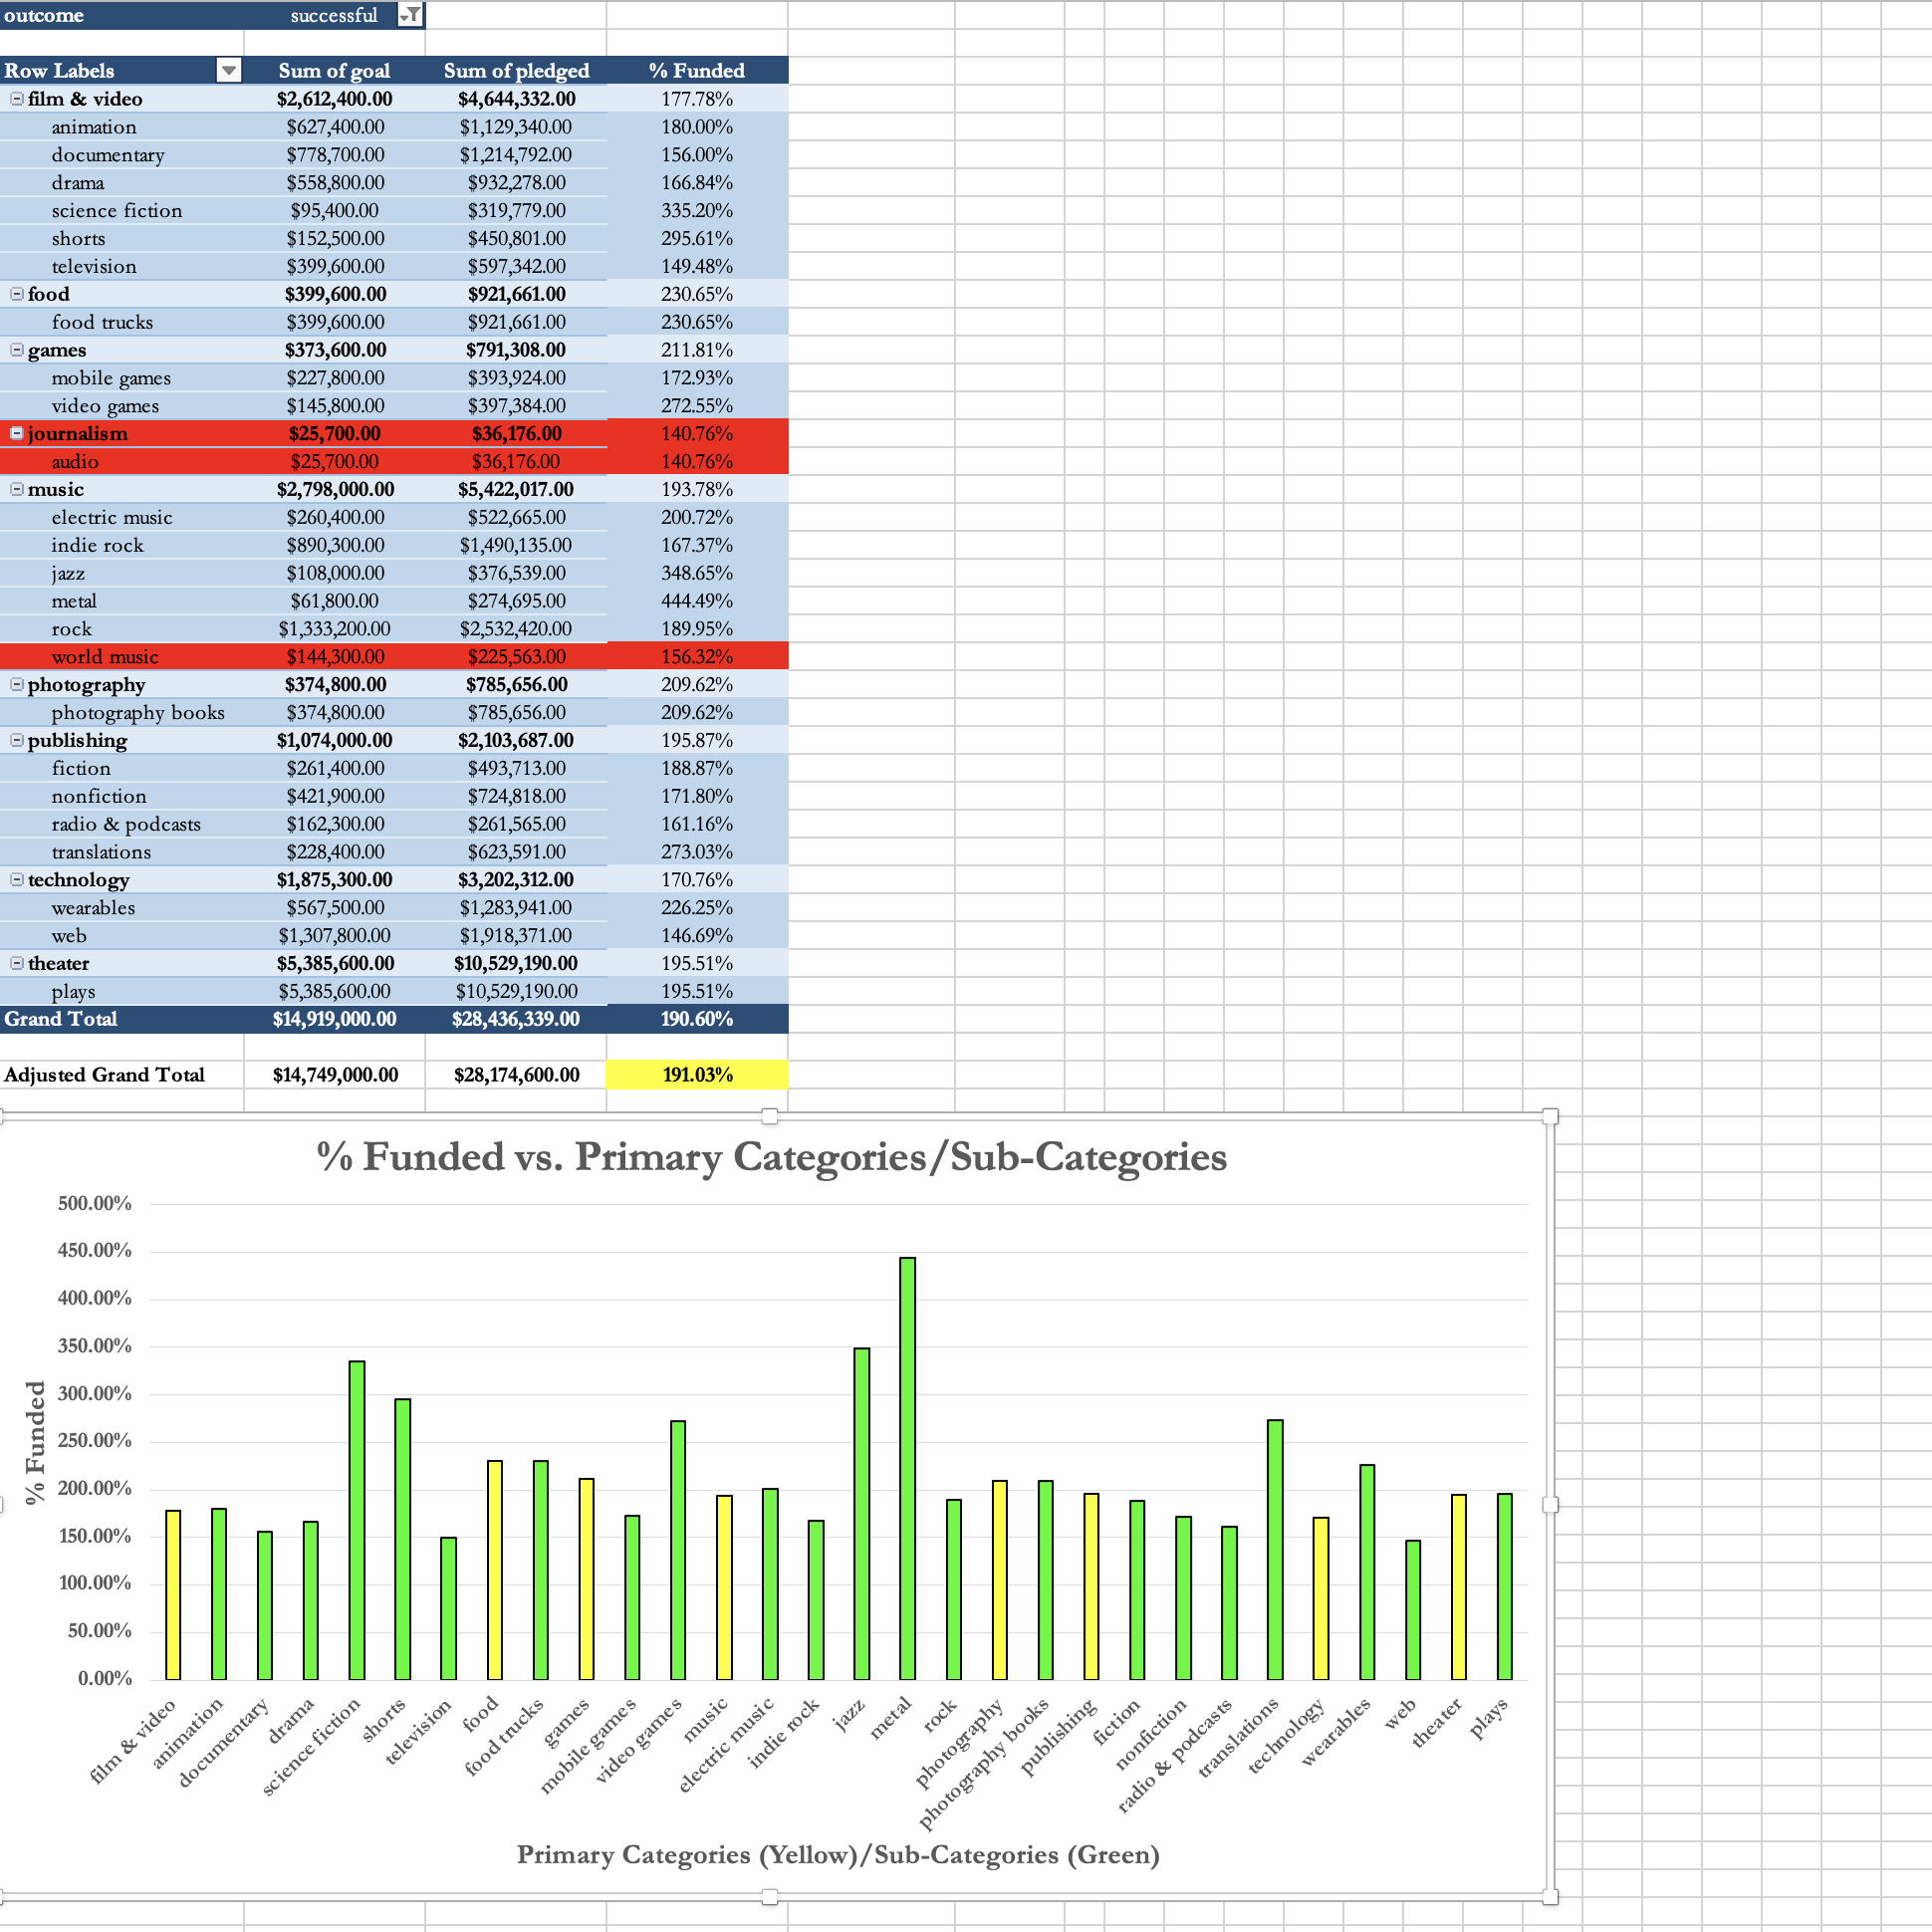 outcome successful
Row Labels Sum of goal Sum of pledged % Funded
film & video $2,612,400.00 $4,644,332.00 177.78%
animation $627,400.00 $1,129,340.00 180.00%
documentary $778,700.00 $1,214,792.00 156.00%
drama $558,800.00 $932,278.00 166.84%
science fiction $95,400.00 $319,779.00 335.20%
shorts $152,500.00 $450,801.00 295.61%
television $399,600.00 $597,342.00 149.48%
food $399,600.00 $921,661.00 230.65%
food trucks $399,600.00 $921,661.00 230.65%
games $373,600.00 $791,308.00 211.81%
mobile games $227,800.00 $393,924.00 172.93%
video games $145,800.00 $397,384.00 272.55%
journalism $25,700.00 $36,176.00 140.76%
audio $25,700.00 $36,176.00 140.76%
music $2,798,000.00 $5,422,017.00 193.78%
electric music $260,400.00 $522,665.00 200.72%
indie rock $890,300.00 $1,490,135.00 167.37%
jazz $108,000.00 $376,539.00 348.65%
metal $61,800.00 $274,695.00 444.49%
rock $1,333,200.00 $2,532,420.00 189.95%
world music $144,300.00 $225,563.00 156.32%
photography $374,800.00 $785,656.00 209.62%
photography books $374,800.00 $785,656.00 209.62%
publishing $1,074,000.00 $2,103,687.00 195.87%
fiction $261,400.00 $493,713.00 188.87%
nonfiction $421,900.00 $724,818.00 171.80%
radio & podcasts $162,300.00 $261,565.00 161.16%
translations $228,400.00 $623,591.00 273.03%
technology $1,875,300.00 $3,202,312.00 170.76%
wearables $567,500.00 $1,283,941.00 226.25%
web $1,307,800.00 $1,918,371.00 146.69%
theater $5,385,600.00 $10,529,190.00 195.51%
plays $5,385,600.00 $10,529,190.00 195.51%
Grand Total $14,919,000.00 $28,436,339.00 190.60%
Adjusted Grand Total $14,749,000.00 $28,174,600.00 191.03%
% Funded vs. Primary Categories/Sub-Categories
500.00%
450.00%
400.00%
350.00%
300.00%
250.00%
200.00%
150.00%
100.00%
50.00%
0.00%
% Funded
film & video
animation
documentary
drama
science fiction
shorts
television
food
food trucks
games
mobile games
video games
music
electric music
indie rock
jazz
metal
rock
photography
photography books
publishing
fiction
nonfiction
radio & podcasts
translations
technology
wearables
web
theater
plays
Primary Categories (Yellow)/Sub-Categories (Green)